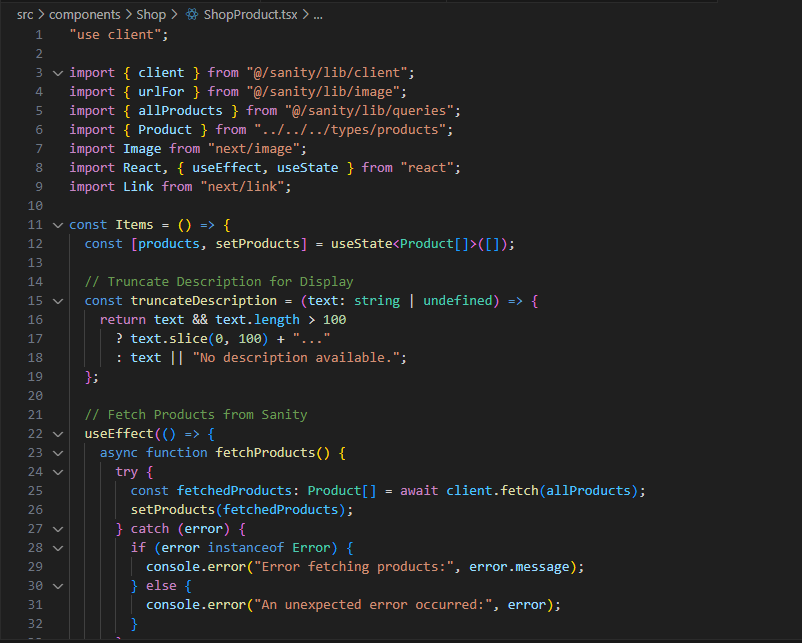 src > components > Shop > ShopProduct.tsx > ...
1 "use client";
2
3 import { client } from "@/sanity/lib/client";
4 import { urlFor } from "@/sanity/lib/image";
5 import { allProducts } from "@/sanity/lib/queries";
6 import { Product } from "../../../types/products";
7 import Image from "next/image";
8 import React, { useEffect, useState } from "react";
9 import Link from "next/link";
10
11 const Items = () => {
12 const [products, setProducts] = useState<Product[]>([]);
13
14 // Truncate Description for Display
15 const truncateDescription = (text: string | undefined) => {
16 return text && text.length > 100
17 ? text.slice(0, 100) + "..."
18 : text || "No description available.";
19 };
20
21 // Fetch Products from Sanity
22 useEffect(() => {
23 async function fetchProducts() {
24 try {
25 const fetchedProducts: Product[] = await client.fetch(allProducts);
26 setProducts(fetchedProducts);
27 } catch (error) {
28 if (error instanceof Error) {
29 console.error("Error fetching products:", error.message);
30 } else {
31 console.error("An unexpected error occurred:", error);
32 }